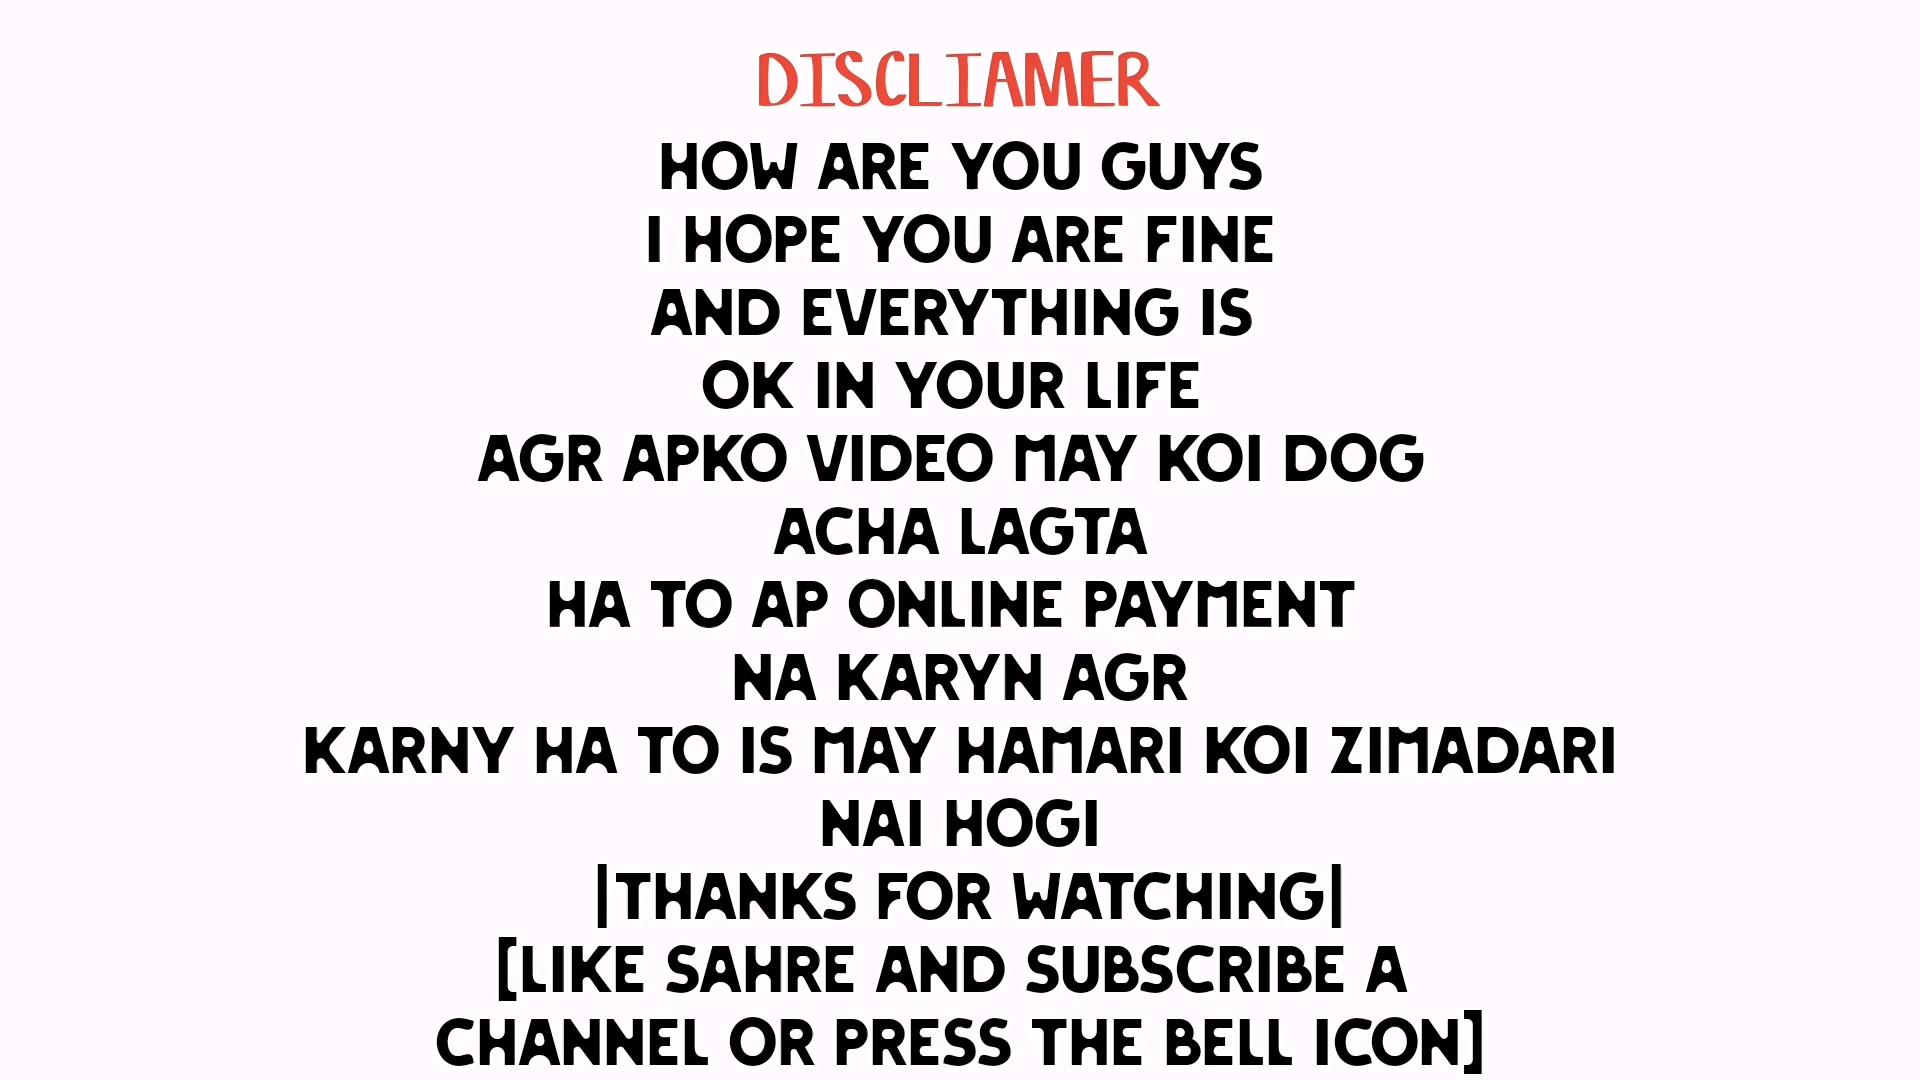 DISCLIAMER
HOW ARE YOU GUYS
I HOPE YOU ARE FINE
AND EVERYTHING IS
OK IN YOUR LIFE
AGR APKO VIDEO MAY KOI DOG
ACHA LAGTA
HA TO AP ONLINE PAYMENT
NA KARYN AGR
KARNY HA TO IS MAY HAMARI KOI ZIMADARI
NAI HOGI
|THANKS FOR WATCHING|
[LIKE SAHRE AND SUBSCRIBE A
CHANNEL OR PRESS THE BELL ICON]